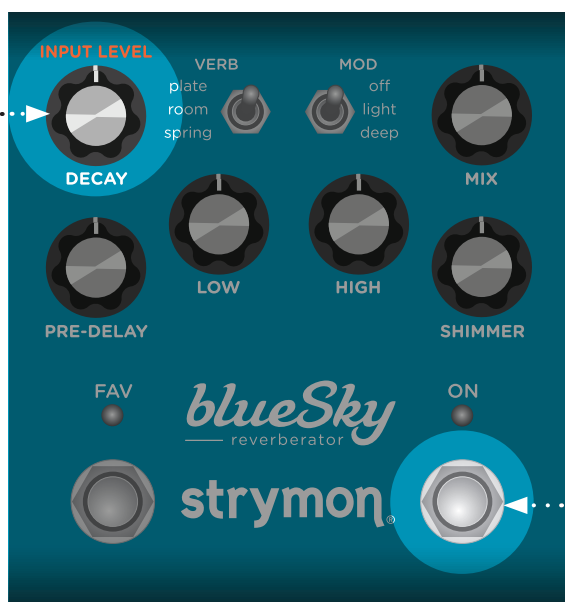 INPUT LEVEL
VERB
MOD
plate
room
spring
off
light
deep
DECAY
MIX
LOW
HIGH
PRE-DELAY
SHIMMER
FAV
ON
blueSky
reverberator
strymon®